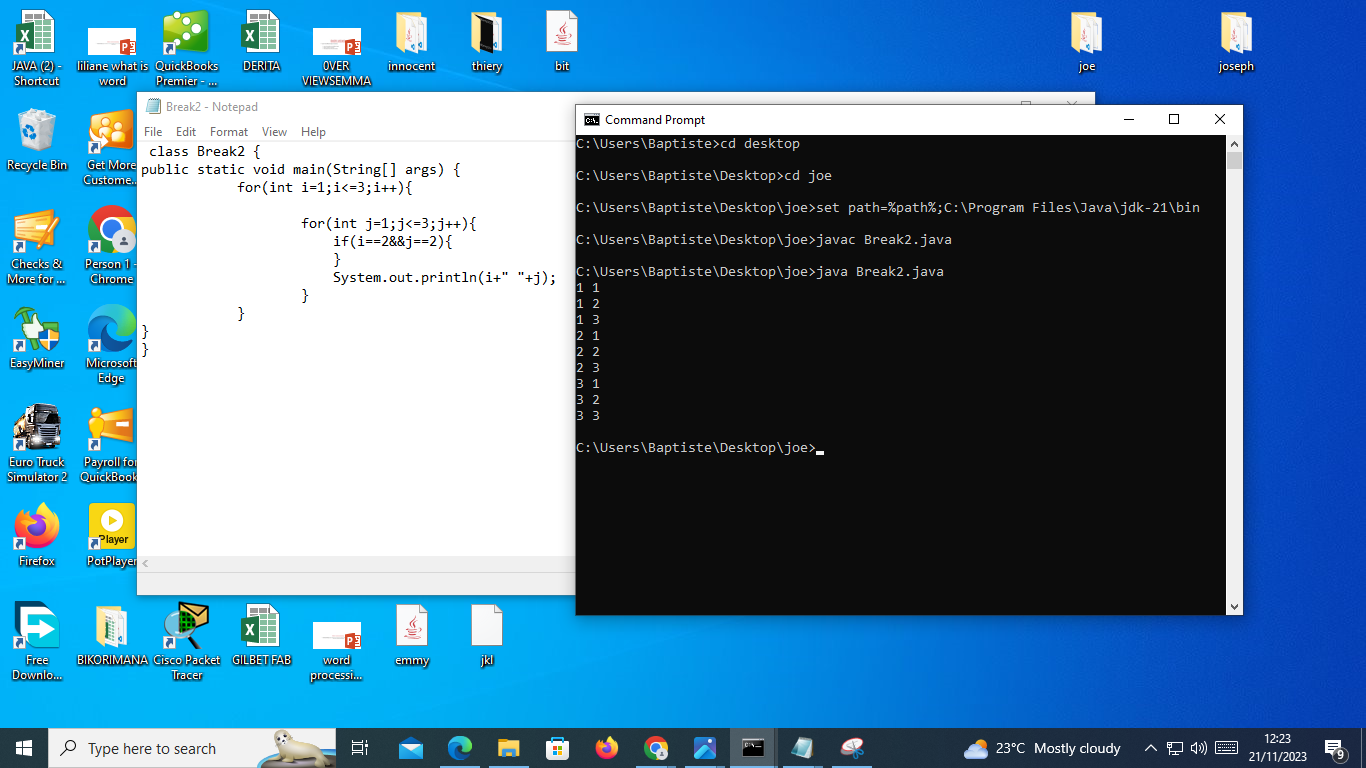 JAVA (2) -
Shortcut
liliane what is
word
QuickBooks
Premier - ...
DERITA
0VER
VIEWSEMMA
innocent
thiery
bit
joe
joseph
Recycle Bin
Get More
Custome...
Checks &
More for ...
Person 1 -
Chrome
EasyMiner
Microsoft
Edge
Euro Truck
Simulator 2
Payroll for
QuickBook
Firefox
Player
PotPlayer
Free
Downlo...
BIKORIMANA
Cisco Packet
Tracer
GILBET FAB
word
processi...
emmy
jkl
Break2 - Notepad
File Edit Format View Help
class Break2 {
public static void main(String[] args) {
for(int i=1;i<=3;i++){
for(int j=1;j<=3;j++){
if(i==2&&j==2){
}
System.out.println(i+" "+j);
}
}
}
}
Command Prompt
C:\Users\Baptiste>cd desktop
C:\Users\Baptiste\Desktop>cd joe
C:\Users\Baptiste\Desktop\joe>set path=%path%;C:\Program Files\Java\jdk-21\bin
C:\Users\Baptiste\Desktop\joe>javac Break2.java
C:\Users\Baptiste\Desktop\joe>java Break2.java
1 1
1 2
1 3
2 1
2 2
2 3
3 1
3 2
3 3
C:\Users\Baptiste\Desktop\joe>
Type here to search
23°C Mostly cloudy
12:23
21/11/2023
9